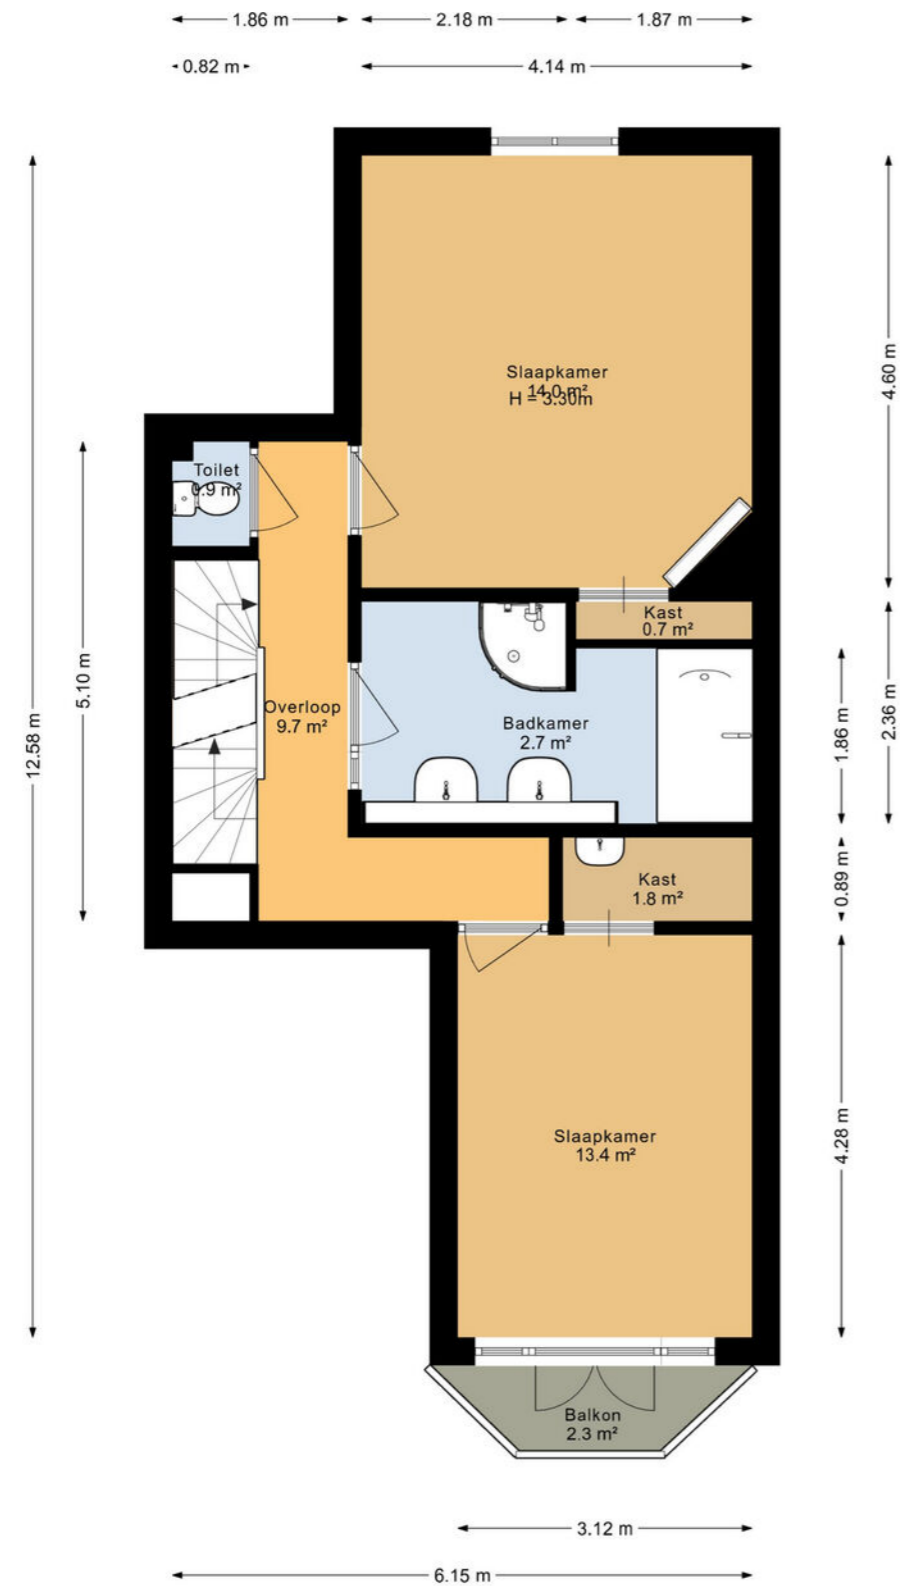 1.86 m
2.18 m
1.87 m
0.82 m
4.14 m
12.58 m
4.60 m
Slaapkamer
14.0 m²
H = 3.30m
Toilet
0.9 m²
5.10 m
Kast
0.7 m²
Overloop
9.7 m²
Badkamer
2.7 m²
1.86 m
2.36 m
Kast
1.8 m²
0.89 m
Slaapkamer
13.4 m²
4.28 m
Balkon
2.3 m²
3.12 m
6.15 m